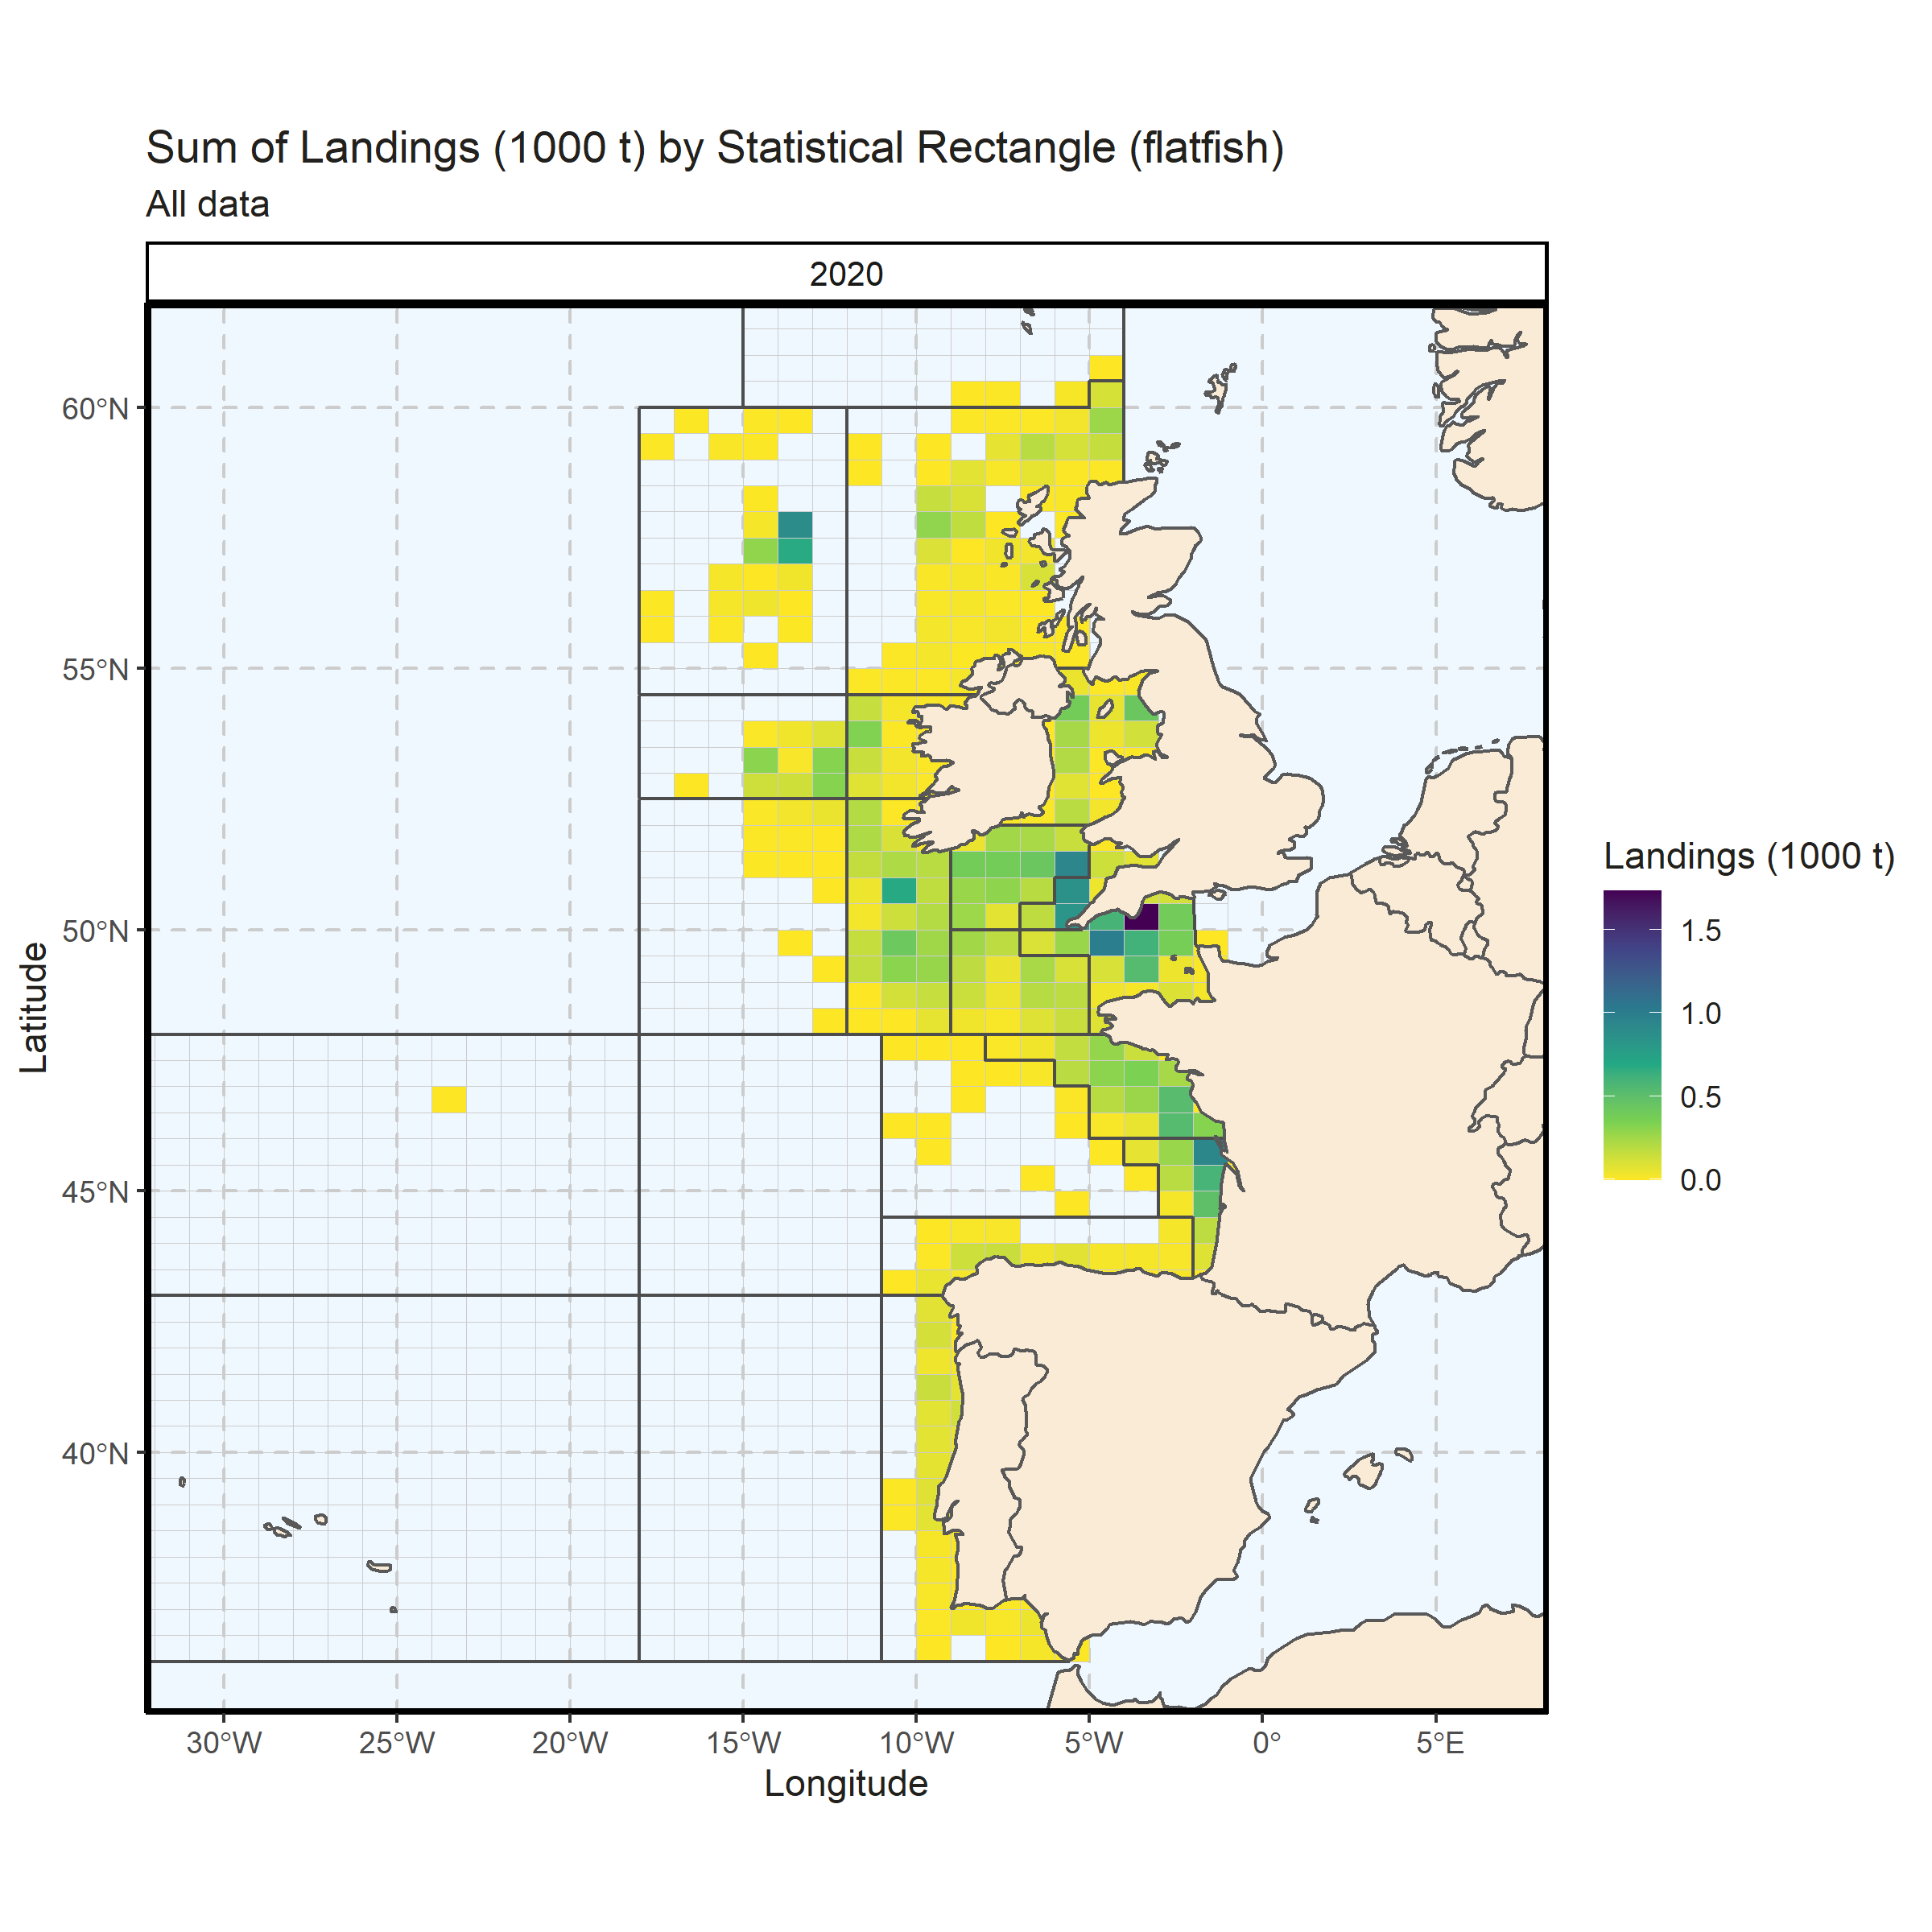 Sum of Landings (1000 t) by Statistical Rectangle (flatfish)
All data
2020
60°N
55°N
50°N
45°N
40°N
Latitude
30°W
25°W
20°W
15°W
10°W
5°W
0°
5°E
Longitude
Landings (1000 t)
1.5
1.0
0.5
0.0